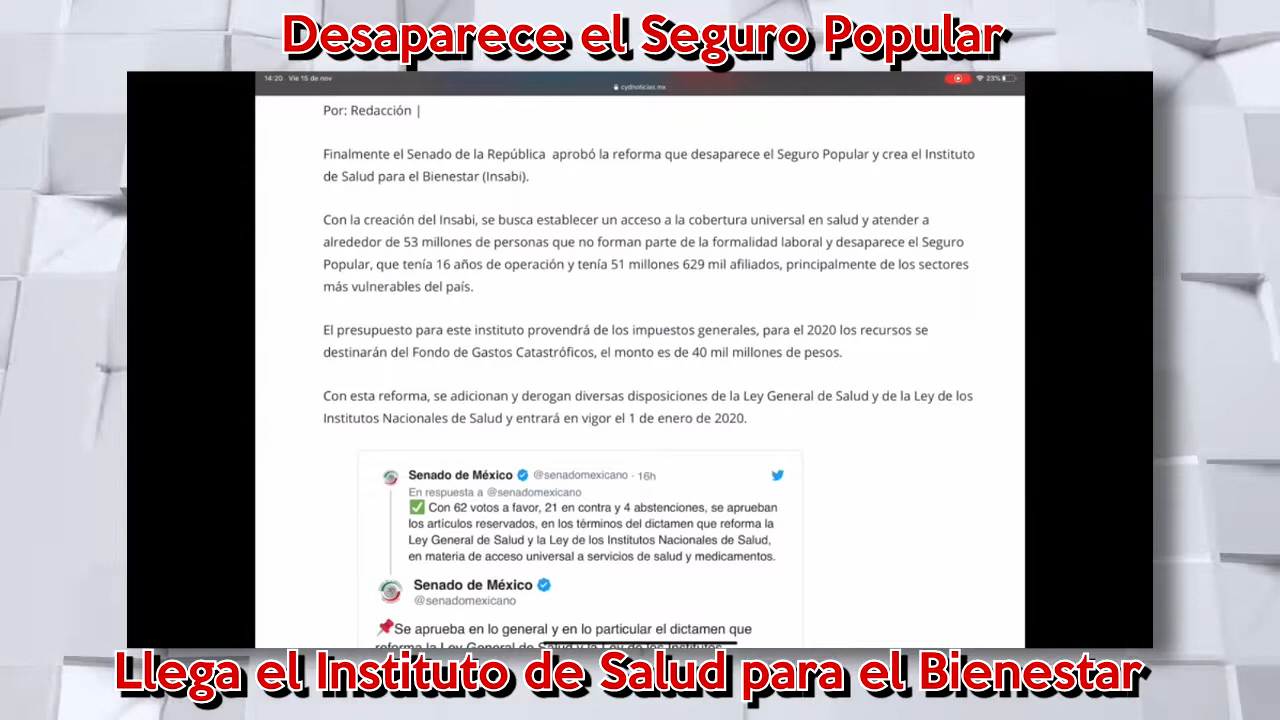 Desaparece el Seguro Popular
14:20 Vie 15 de nov
23%
cydnoticias.mx
Por: Redacción |
Finalmente el Senado de la República aprobó la reforma que desaparece el Seguro Popular y crea el Instituto
de Salud para el Bienestar (Insabi).
Con la creación del Insabi, se busca establecer un acceso a la cobertura universal en salud y atender a
alrededor de 53 millones de personas que no forman parte de la formalidad laboral y desaparece el Seguro
Popular, que tenía 16 años de operación y tenía 51 millones 629 mil afiliados, principalmente de los sectores
más vulnerables del país.
El presupuesto para este instituto provendrá de los impuestos generales, para el 2020 los recursos se
destinarán del Fondo de Gastos Catastróficos, el monto es de 40 mil millones de pesos.
Con esta reforma, se adicionan y derogan diversas disposiciones de la Ley General de Salud y de la Ley de los
Institutos Nacionales de Salud y entrará en vigor el 1 de enero de 2020.
Senado de México @senadomexicano · 16h
En respuesta a @senadomexicano
✅ Con 62 votos a favor, 21 en contra y 4 abstenciones, se aprueban
los artículos reservados, en los términos del dictamen que reforma la
Ley General de Salud y la Ley de los Institutos Nacionales de Salud,
en materia de acceso universal a servicios de salud y medicamentos.
Senado de México
@senadomexicano
📌Se aprueba en lo general y en lo particular el dictamen que
reforma la Ley General de Salud y la Ley de los Institutos
Llega el Instituto de Salud para el Bienestar